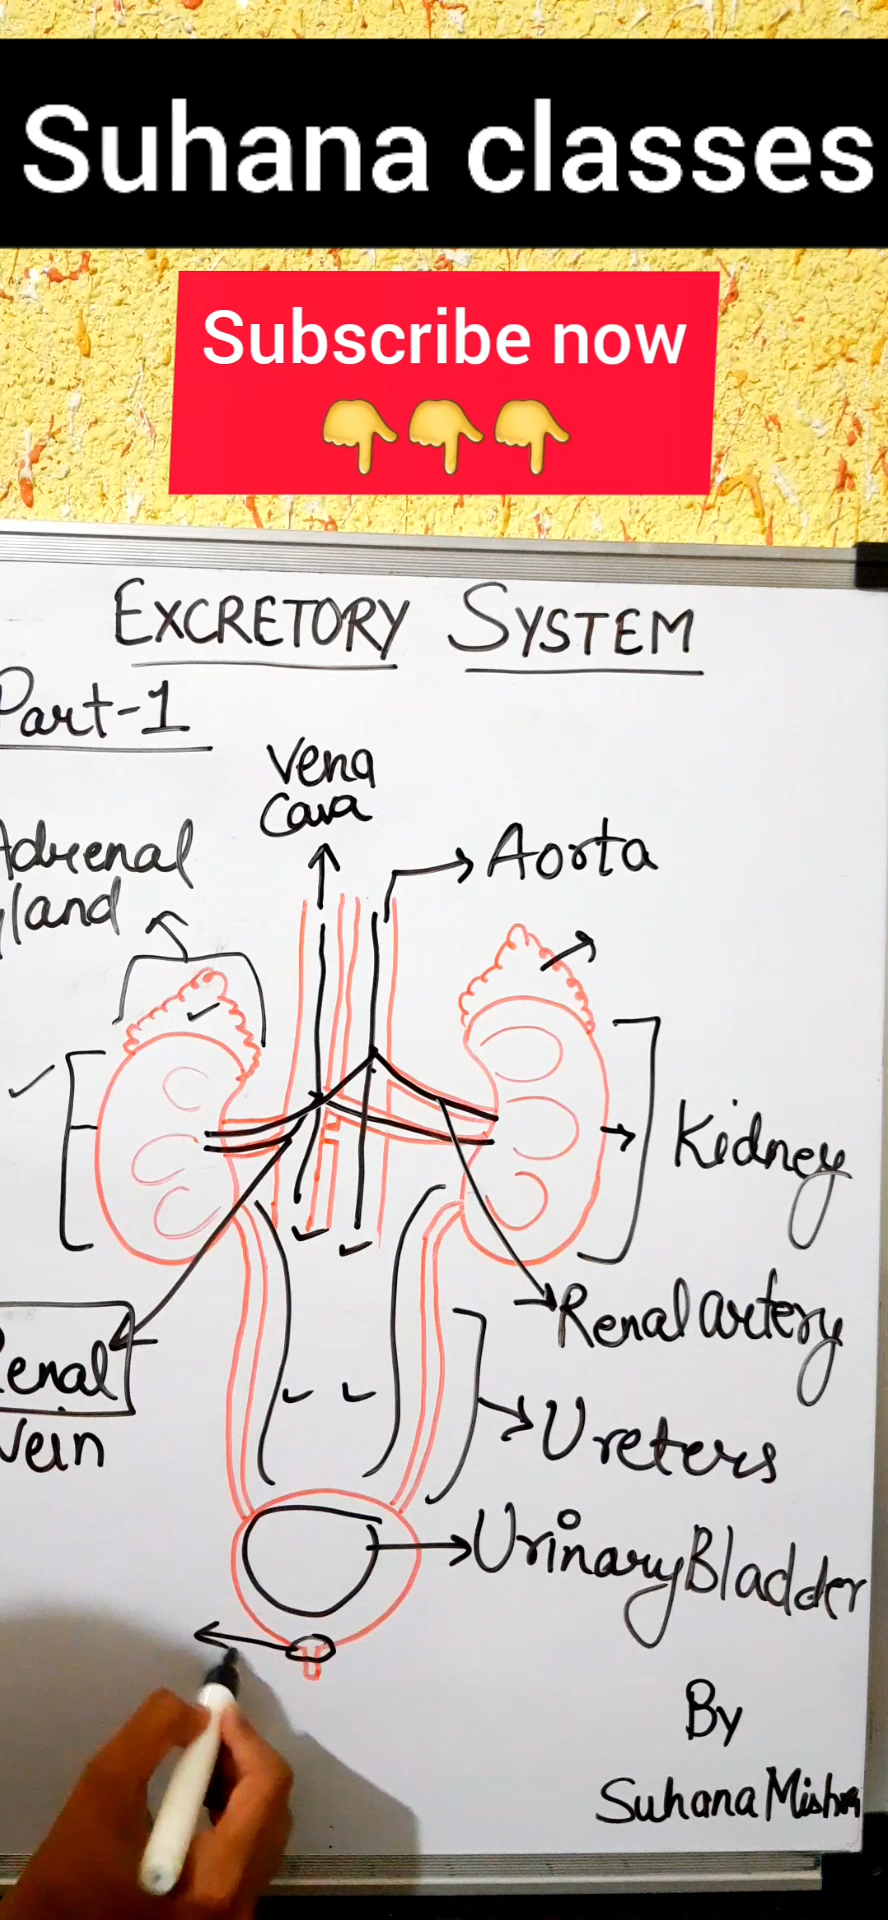 Suhana classes
Subscribe now
👇👇👇
EXCRETORY SYSTEM
Part-1
Vena
Cava
Adrenal
gland
Aorta
Kidney
Renal artery
Renal
Vein
Ureters
Urinary Bladder
By
Suhana Mishra